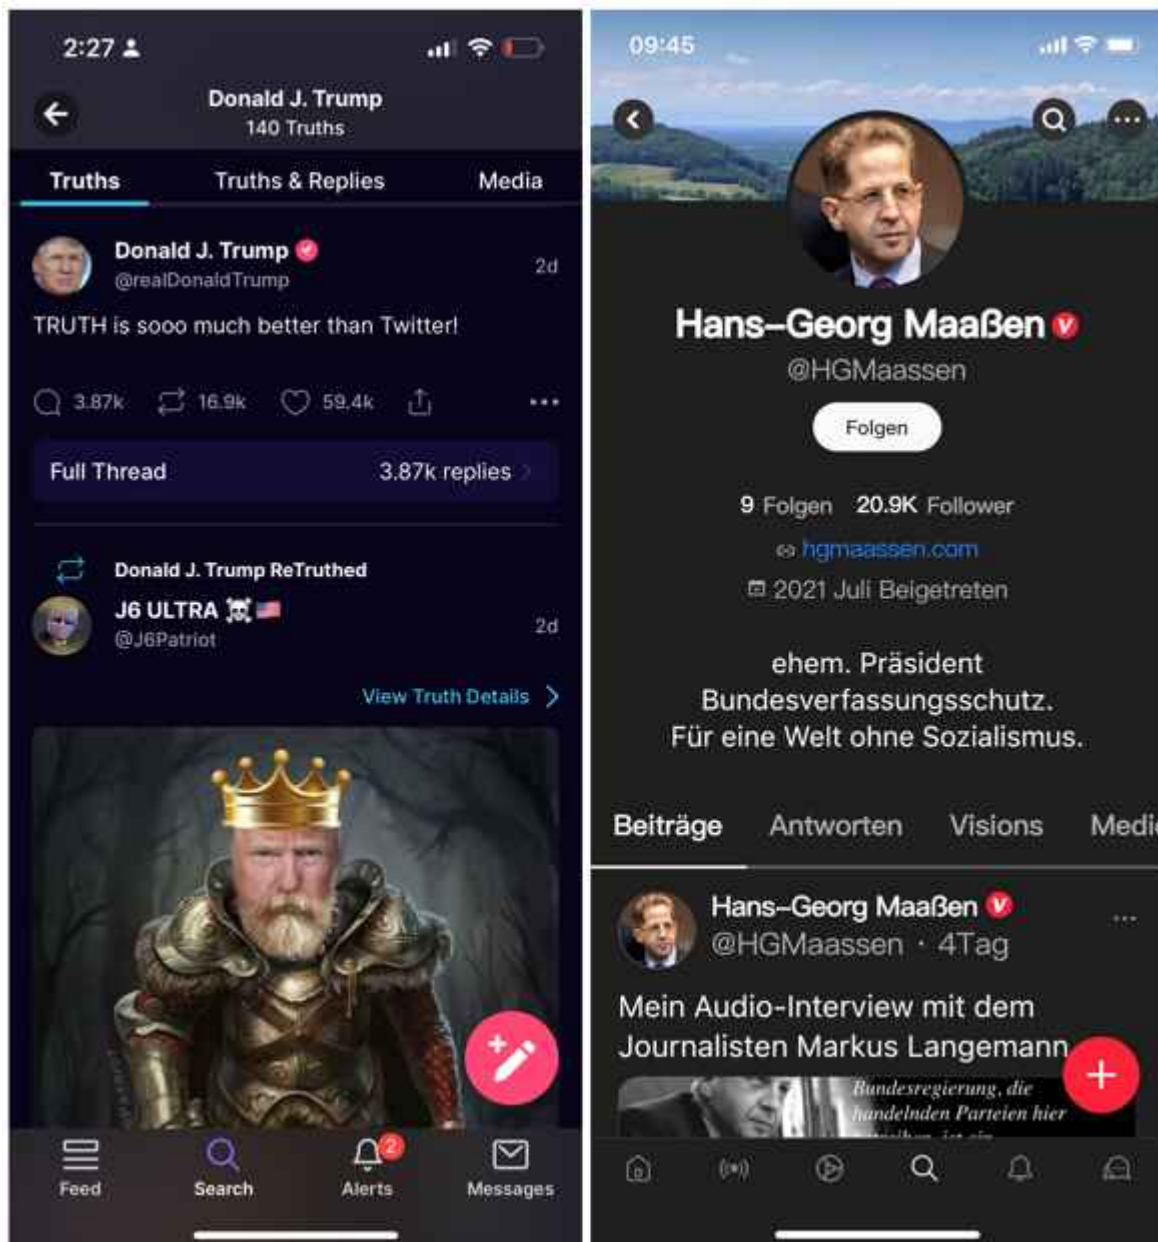 2:27
Donald J. Trump
140 Truths
Truths
Truths & Replies
Media
Donald J. Trump
@realDonaldTrump
2d
TRUTH is sooo much better than Twitter!
3.87k
16.9k
59.4k
Full Thread
3.87k replies
Donald J. Trump ReTruthed
J6 ULTRA
@J6Patriot
2d
View Truth Details
2
Feed
Search
Alerts
Messages
09:45
Hans-Georg Maaßen
@HGMaassen
Folgen
9 Folgen 20.9K Follower
hgmaassen.com
2021 Juli Beigetreten
ehem. Präsident
Bundesverfassungsschutz.
Für eine Welt ohne Sozialismus.
Beiträge
Antworten
Visions
Medie
Hans-Georg Maaßen
@HGMaassen · 4Tag
Mein Audio-Interview mit dem
Journalisten Markus Langemann
Bundesregierung, die
handelnden Parteien hier